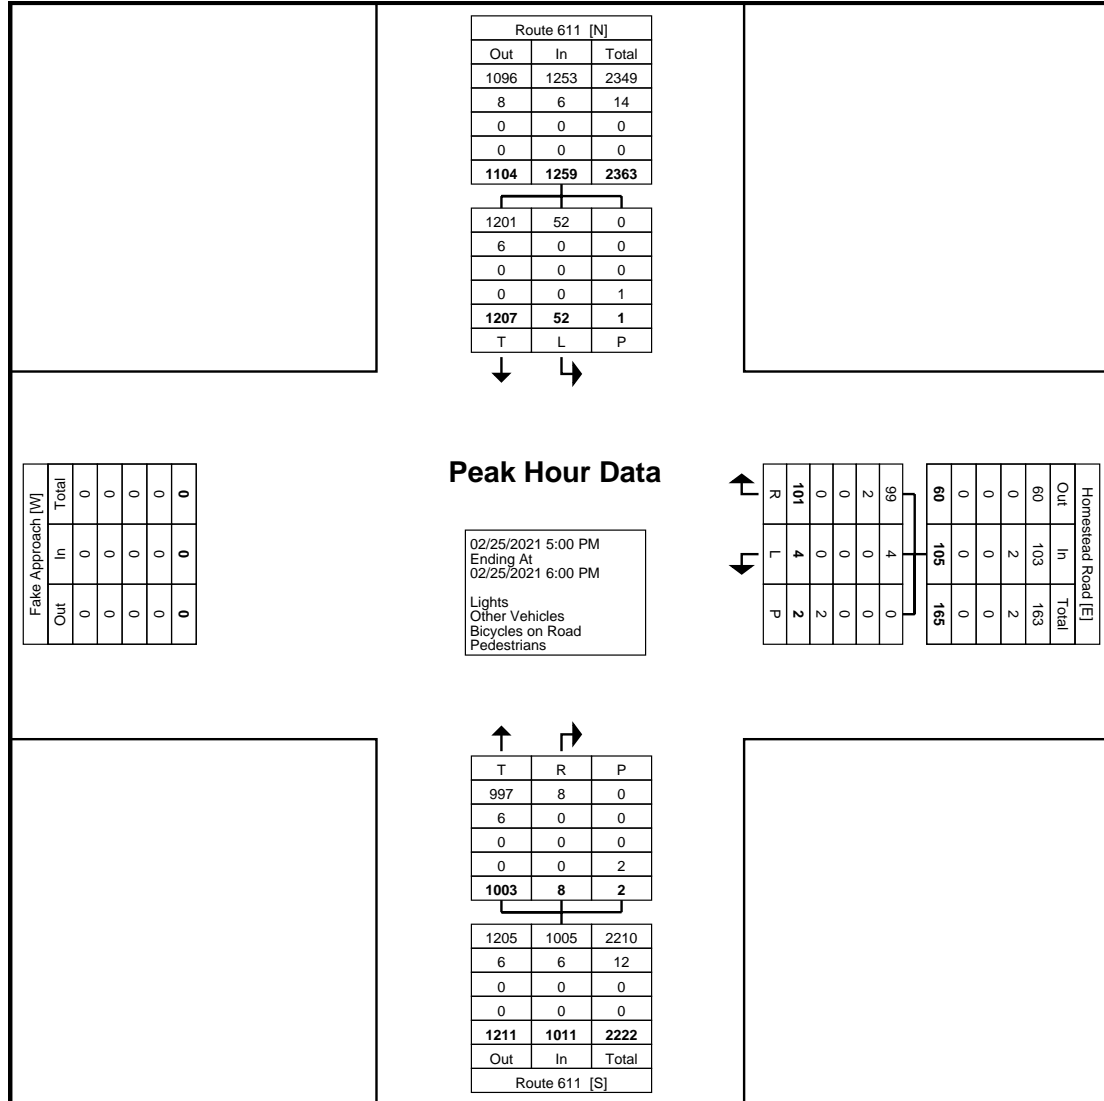 Route 611 [N]
Out In Total
1096 1253 2349
8 6 14
0 0 0
0 0 0
1104 1259 2363
1201 52 0
6 0 0
0 0 0
0 0 1
1207 52 1
T L P
Fake Approach [W]
Total 0 0 0 0 0
In 0 0 0 0 0
Out 0 0 0 0 0
Peak Hour Data
02/25/2021 5:00 PM
Ending At
02/25/2021 6:00 PM
Lights
Other Vehicles
Bicycles on Road
Pedestrians
R 101 0 0 2 99
L 4 0 0 0 4
P 2 2 0 0 0
Homestead Road [E]
Out In Total
60 103 163
0 2 2
0 0 0
0 0 0
60 105 165
T R P
997 8 0
6 0 0
0 0 0
0 0 2
1003 8 2
1205 1005 2210
6 6 12
0 0 0
0 0 0
1211 1011 2222
Out In Total
Route 611 [S]